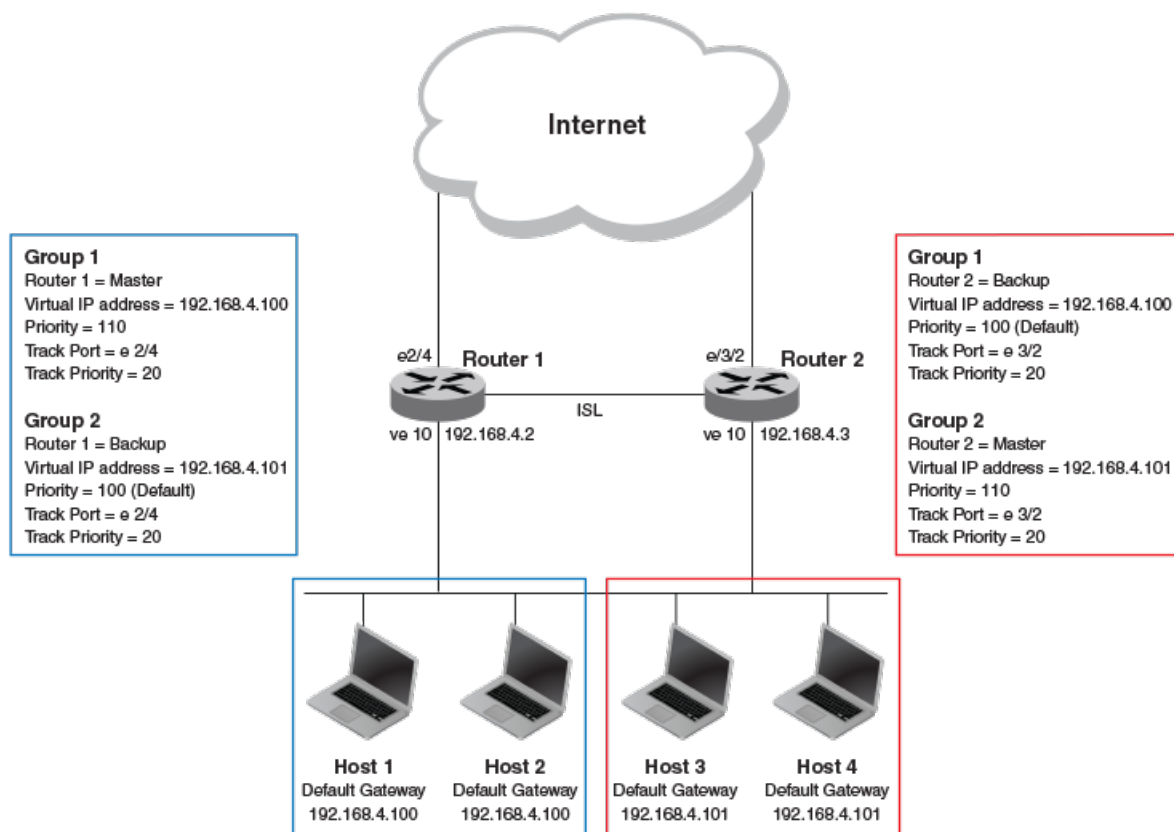 Internet
Group 1
Router 1 = Master
Virtual IP address = 192.168.4.100
Priority = 110
Track Port = e 2/4
Track Priority = 20
Group 2
Router 1 = Backup
Virtual IP address = 192.168.4.101
Priority = 100 (Default)
Track Port = e 2/4
Track Priority = 20
Group 1
Router 2 = Backup
Virtual IP address = 192.168.4.100
Priority = 100 (Default)
Track Port = e 3/2
Track Priority = 20
Group 2
Router 2 = Master
Virtual IP address = 192.168.4.101
Priority = 110
Track Port = e 3/2
Track Priority = 20
e2/4
Router 1
e/3/2
Router 2
ISL
ve 10
192.168.4.2
ve 10
192.168.4.3
Host 1
Default Gateway
192.168.4.100
Host 2
Default Gateway
192.168.4.100
Host 3
Default Gateway
192.168.4.101
Host 4
Default Gateway
192.168.4.101